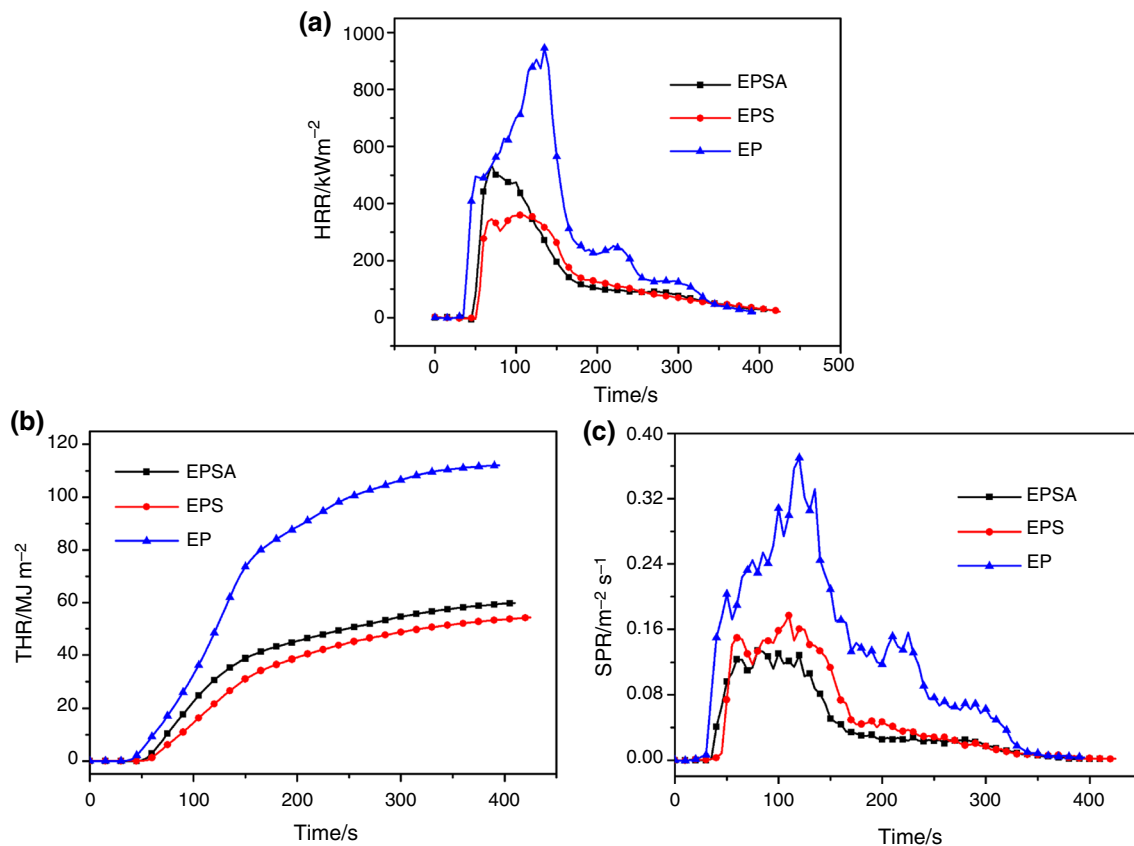 (a)
1000
800
600
400
200
0
HRR/kWm⁻²
EPSA
EPS
EP
0 100 200 300 400 500
Time/s
(b)
120
100
80
60
40
20
0
THR/MJ m⁻²
EPSA
EPS
EP
0 100 200 300 400
Time/s
(c)
0.40
0.32
0.24
0.16
0.08
0.00
SPR/m⁻² s⁻¹
EPSA
EPS
EP
0 100 200 300 400
Time/s